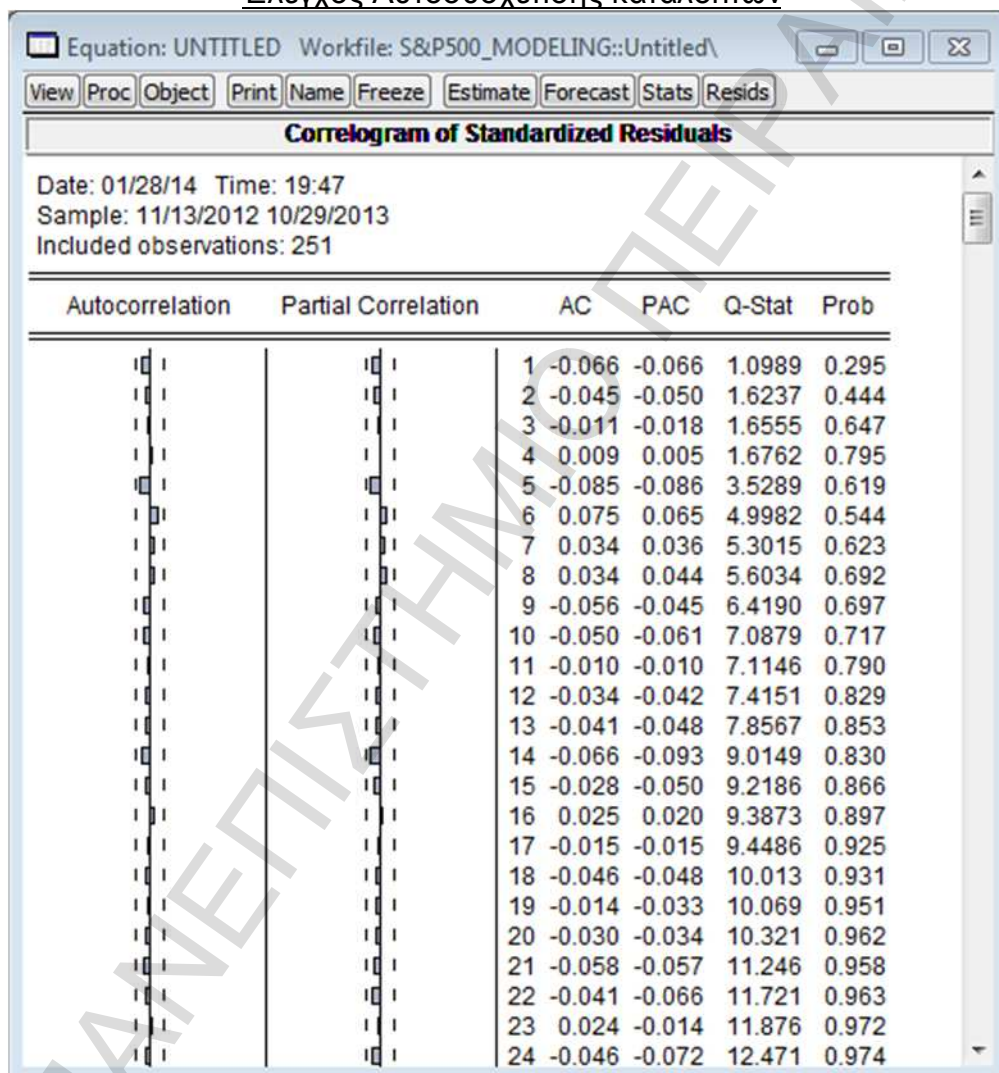 Έλεγχος Αυτοσυσχέτισης καταλοίπων
Equation: UNTITLED Workfile: S&P500_MODELING::Untitled\
View Proc Object Print Name Freeze Estimate Forecast Stats Resids
Correlogram of Standardized Residuals
Date: 01/28/14 Time: 19:47
Sample: 11/13/2012 10/29/2013
Included observations: 251
Autocorrelation Partial Correlation AC PAC Q-Stat Prob
1 -0.066 -0.066 1.0989 0.295
2 -0.045 -0.050 1.6237 0.444
3 -0.011 -0.018 1.6555 0.647
4 0.009 0.005 1.6762 0.795
5 -0.085 -0.086 3.5289 0.619
6 0.075 0.065 4.9982 0.544
7 0.034 0.036 5.3015 0.623
8 0.034 0.044 5.6034 0.692
9 -0.056 -0.045 6.4190 0.697
10 -0.050 -0.061 7.0879 0.717
11 -0.010 -0.010 7.1146 0.790
12 -0.034 -0.042 7.4151 0.829
13 -0.041 -0.048 7.8567 0.853
14 -0.066 -0.093 9.0149 0.830
15 -0.028 -0.050 9.2186 0.866
16 0.025 0.020 9.3873 0.897
17 -0.015 -0.015 9.4486 0.925
18 -0.046 -0.048 10.013 0.931
19 -0.014 -0.033 10.069 0.951
20 -0.030 -0.034 10.321 0.962
21 -0.058 -0.057 11.246 0.958
22 -0.041 -0.066 11.721 0.963
23 0.024 -0.014 11.876 0.972
24 -0.046 -0.072 12.471 0.974
ΠΑΝΕΠΙΣΤΗΜΙΟ ΠΕΙΡΑ